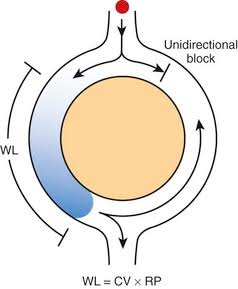 Unidirectional
block
WL
WL = CV × RP